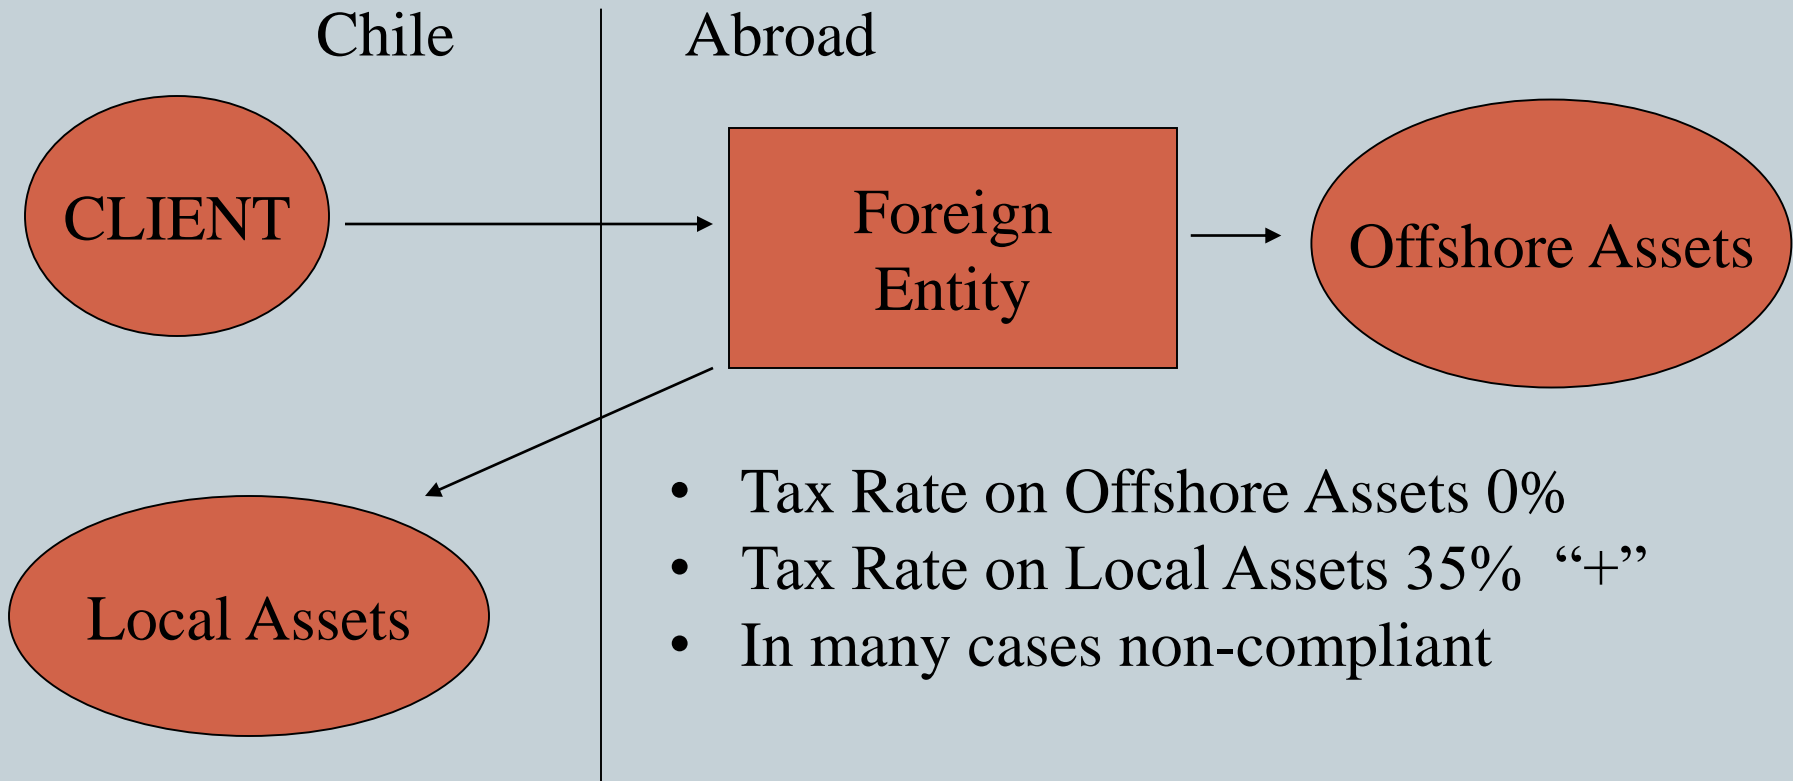 Chile
Abroad
CLIENT
Foreign
Entity
Offshore Assets
Local Assets
• Tax Rate on Offshore Assets 0%
• Tax Rate on Local Assets 35% “+”
• In many cases non-compliant